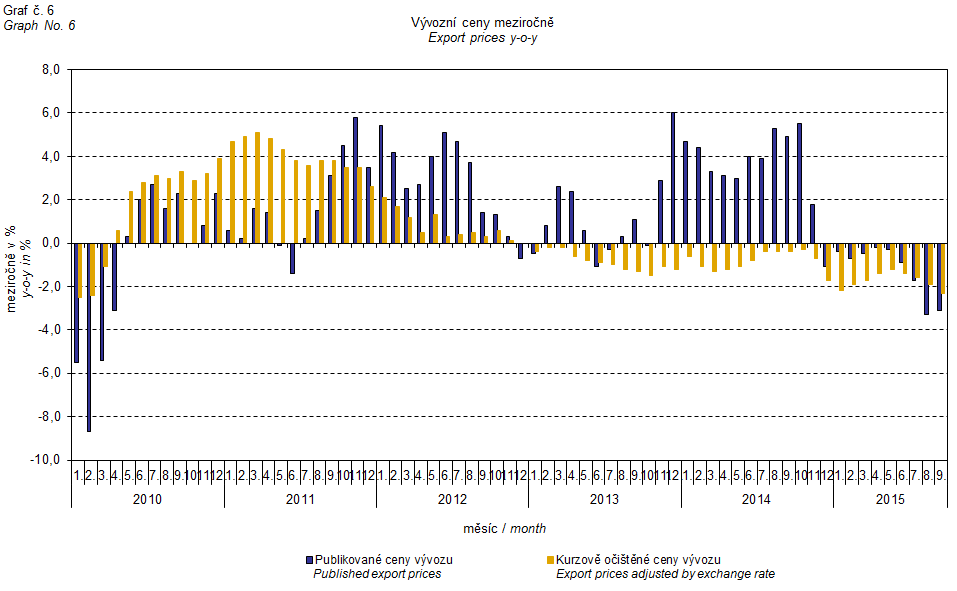 Graf č. 6
Graph No. 6
Vývozní ceny meziročně
Export prices y-o-y
8,0
6,0
4,0
2,0
0,0
-2,0
-4,0
-6,0
-8,0
-10,0
meziročně v %
y-o-y in %
1. 2. 3. 4. 5. 6. 7. 8. 9. 10 11 12 1. 2. 3. 4. 5. 6. 7. 8. 9. 10 11 12 1. 2. 3. 4. 5. 6. 7. 8. 9. 10 11 12 1. 2. 3. 4. 5. 6. 7. 8. 9. 10 11 12 1. 2. 3. 4. 5. 6. 7. 8. 9. 10 11 12 1. 2. 3. 4. 5. 6. 7. 8. 9.
2010 2011 2012 2013 2014 2015
měsíc / month
Publikované ceny vývozu Kurzově očištěné ceny vývozu
Published export prices Export prices adjusted by exchange rate